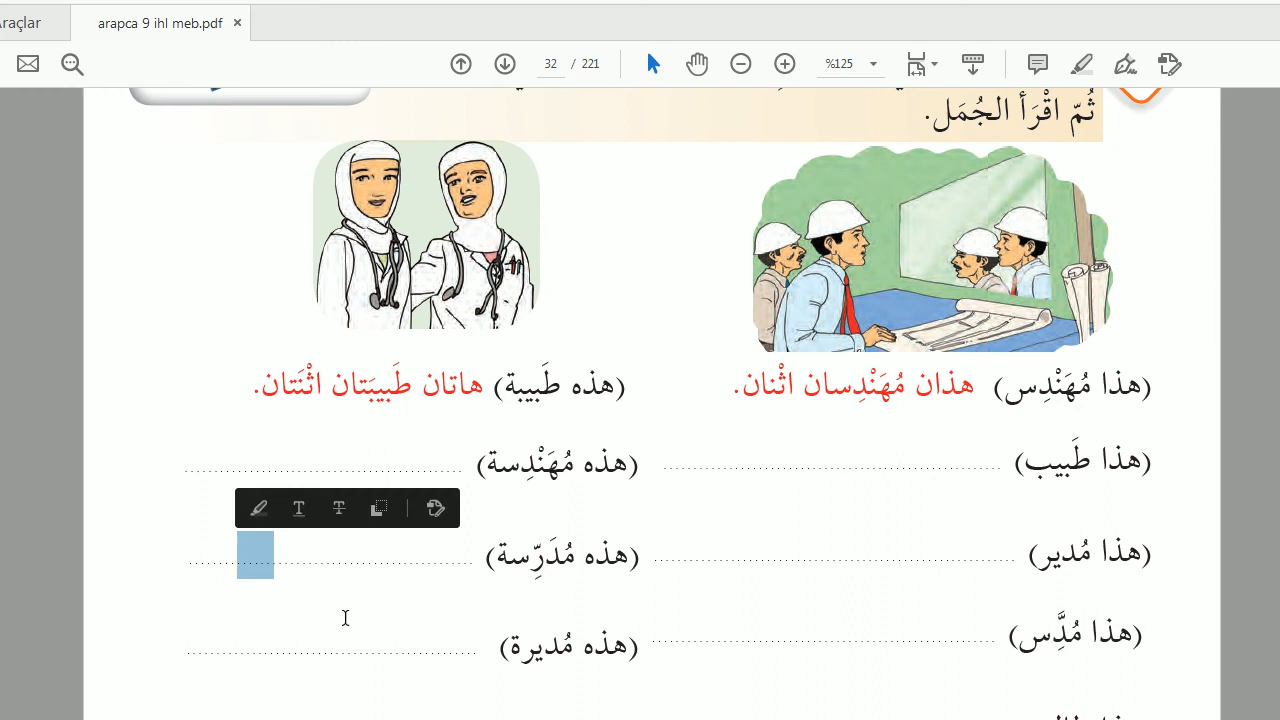 Araçlar
arapca 9 ihl meb.pdf ×
32 / 221
%125
ثُمّ اقْرَأ الجُمَل.
(هذا مُهَنْدِس) هذان مُهَنْدِسان اثْنان.
(هذه طَبيبة) هاتان طَبيبَتان اثْنَتان.
(هذا طَبيب) ........................
(هذه مُهَنْدِسة) ........................
(هذا مُدير) ........................
(هذه مُدَرِّسة) ........................
(هذا مُدَِّس) ........................
(هذه مُديرة) ........................